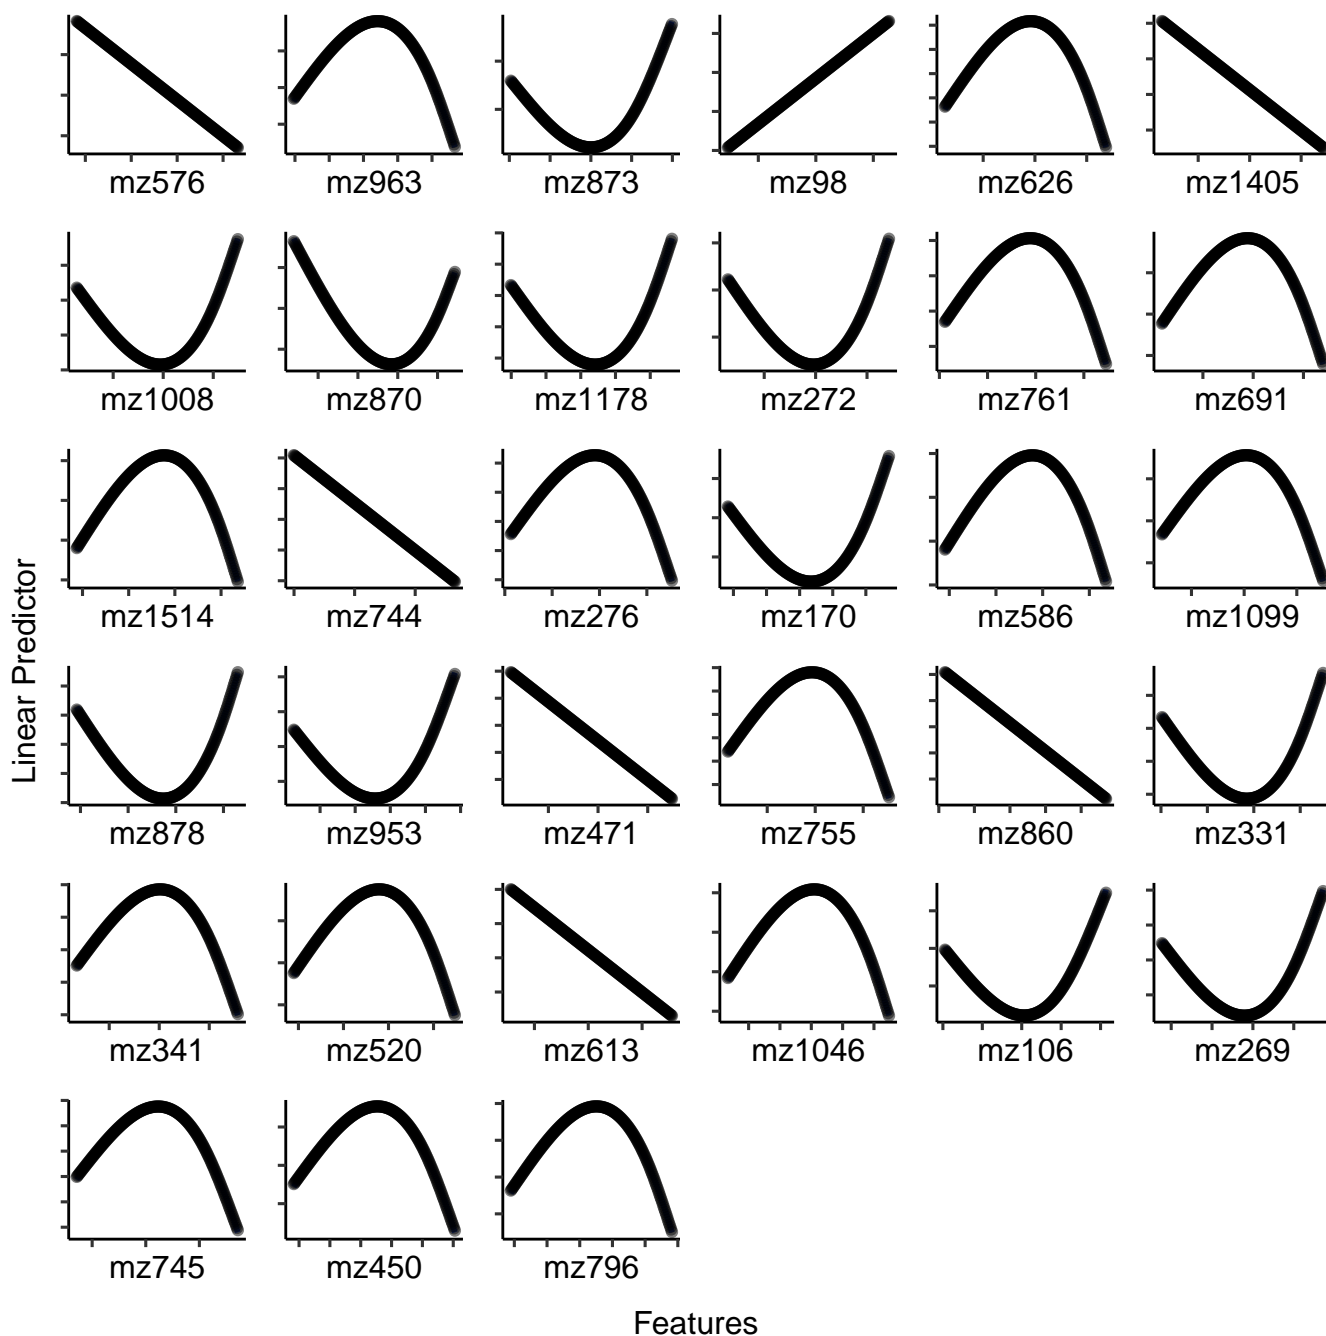 mz576 mz963 mz873 mz98 mz626 mz1405
mz1008 mz870 mz1178 mz272 mz761 mz691
mz1514 mz744 mz276 mz170 mz586 mz1099
Linear Predictor
mz878 mz953 mz471 mz755 mz860 mz331
mz341 mz520 mz613 mz1046 mz106 mz269
mz745 mz450 mz796
Features